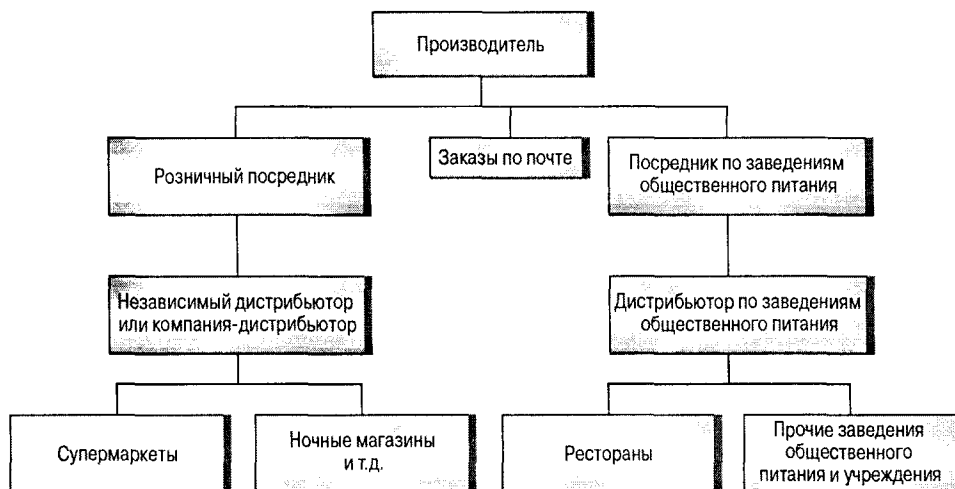 Производитель
Розничный посредник
Заказы по почте
Посредник по заведениям
общественного питания
Независимый дистрибьютор
или компания-дистрибьютор
Дистрибьютор по заведениям
общественного питания
Супермаркеты
Ночные магазины
и т.д.
Рестораны
Прочие заведения
общественного
питания и учреждения